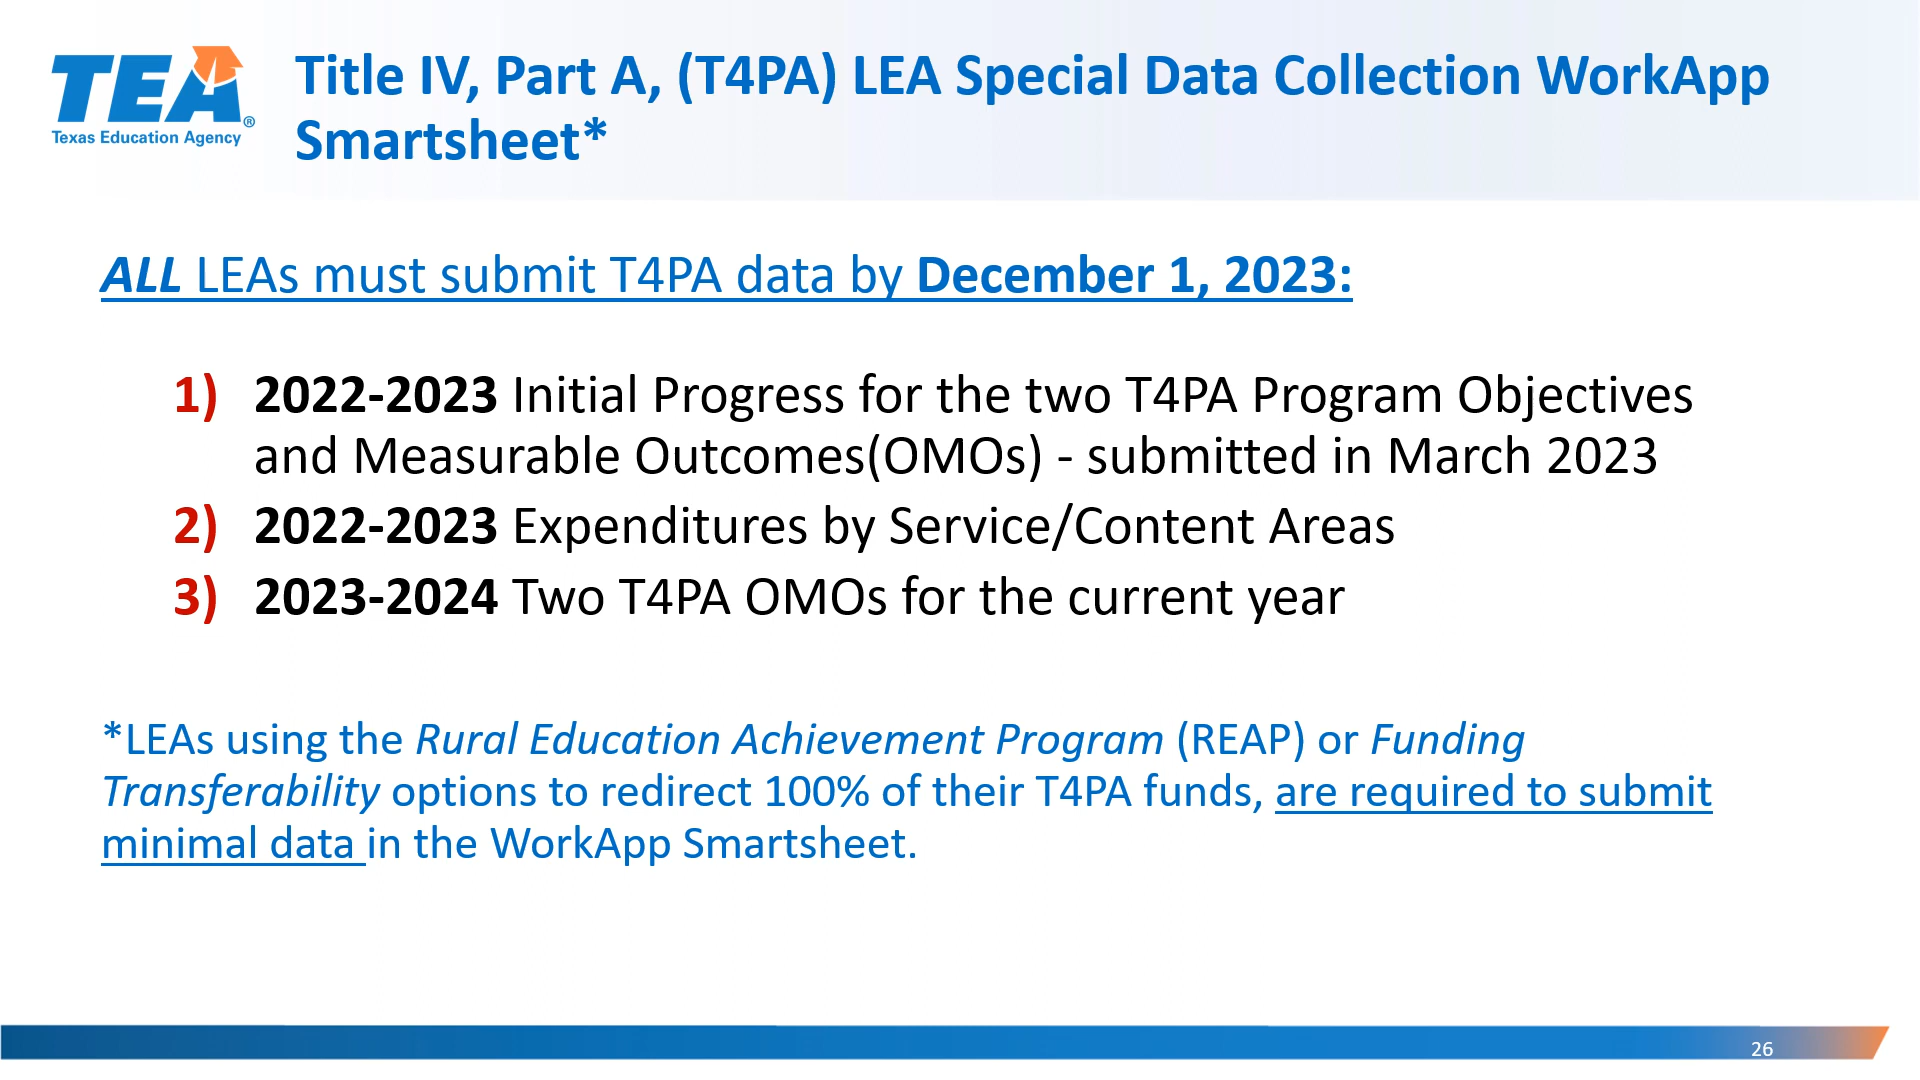 TEA®
Texas Education Agency
Title IV, Part A, (T4PA) LEA Special Data Collection WorkApp
Smartsheet*
ALL LEAs must submit T4PA data by December 1, 2023:
1) 2022-2023 Initial Progress for the two T4PA Program Objectives
and Measurable Outcomes(OMOs) - submitted in March 2023
2) 2022-2023 Expenditures by Service/Content Areas
3) 2023-2024 Two T4PA OMOs for the current year
*LEAs using the Rural Education Achievement Program (REAP) or Funding
Transferability options to redirect 100% of their T4PA funds, are required to submit
minimal data in the WorkApp Smartsheet.
26